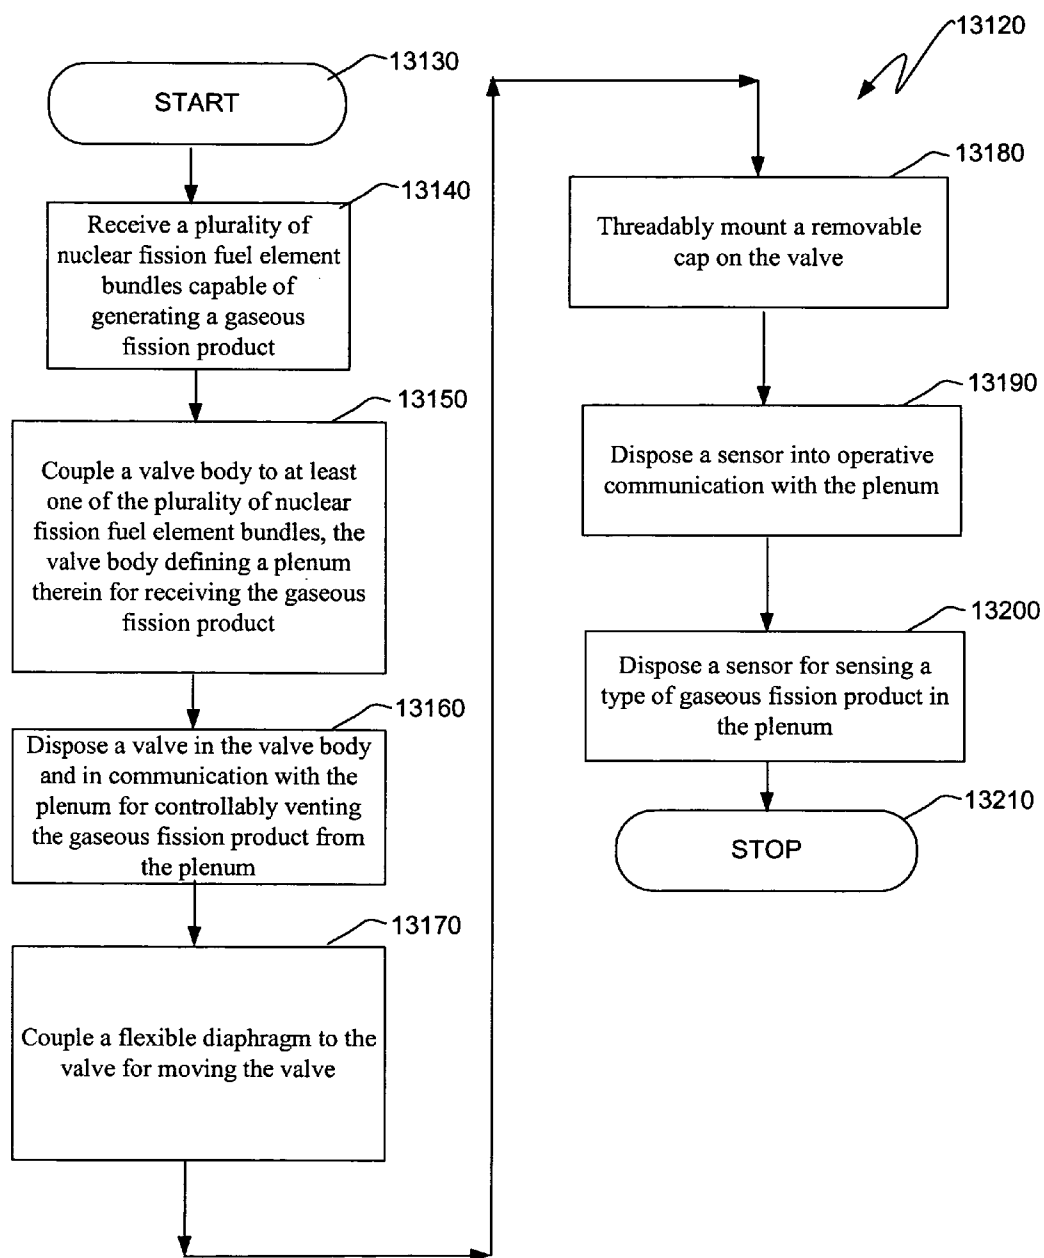 13120
13130
START
13140
Receive a plurality of
nuclear fission fuel element
bundles capable of
generating a gaseous
fission product
13150
Couple a valve body to at least
one of the plurality of nuclear
fission fuel element bundles, the
valve body defining a plenum
therein for receiving the gaseous
fission product
13160
Dispose a valve in the valve body
and in communication with the
plenum for controllably venting
the gaseous fission product from
the plenum
13170
Couple a flexible diaphragm to the
valve for moving the valve
13180
Threadably mount a removable
cap on the valve
13190
Dispose a sensor into operative
communication with the plenum
13200
Dispose a sensor for sensing a
type of gaseous fission product in
the plenum
13210
STOP